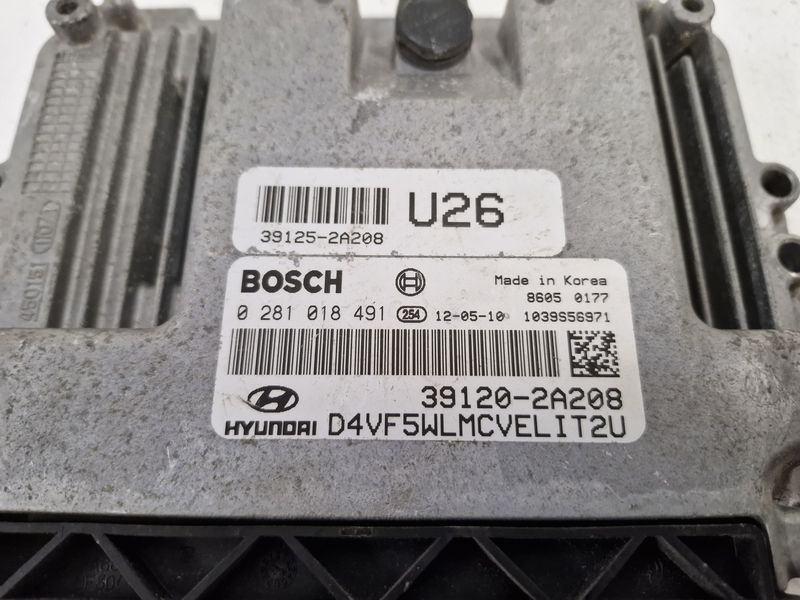 U26
39125-2A208
BOSCH Made in Korea
8605 0177
0 281 018 491 254 12-05-10 1039S56971
39120-2A208
HYUNDAI D4VF5WLMCVELIT2U